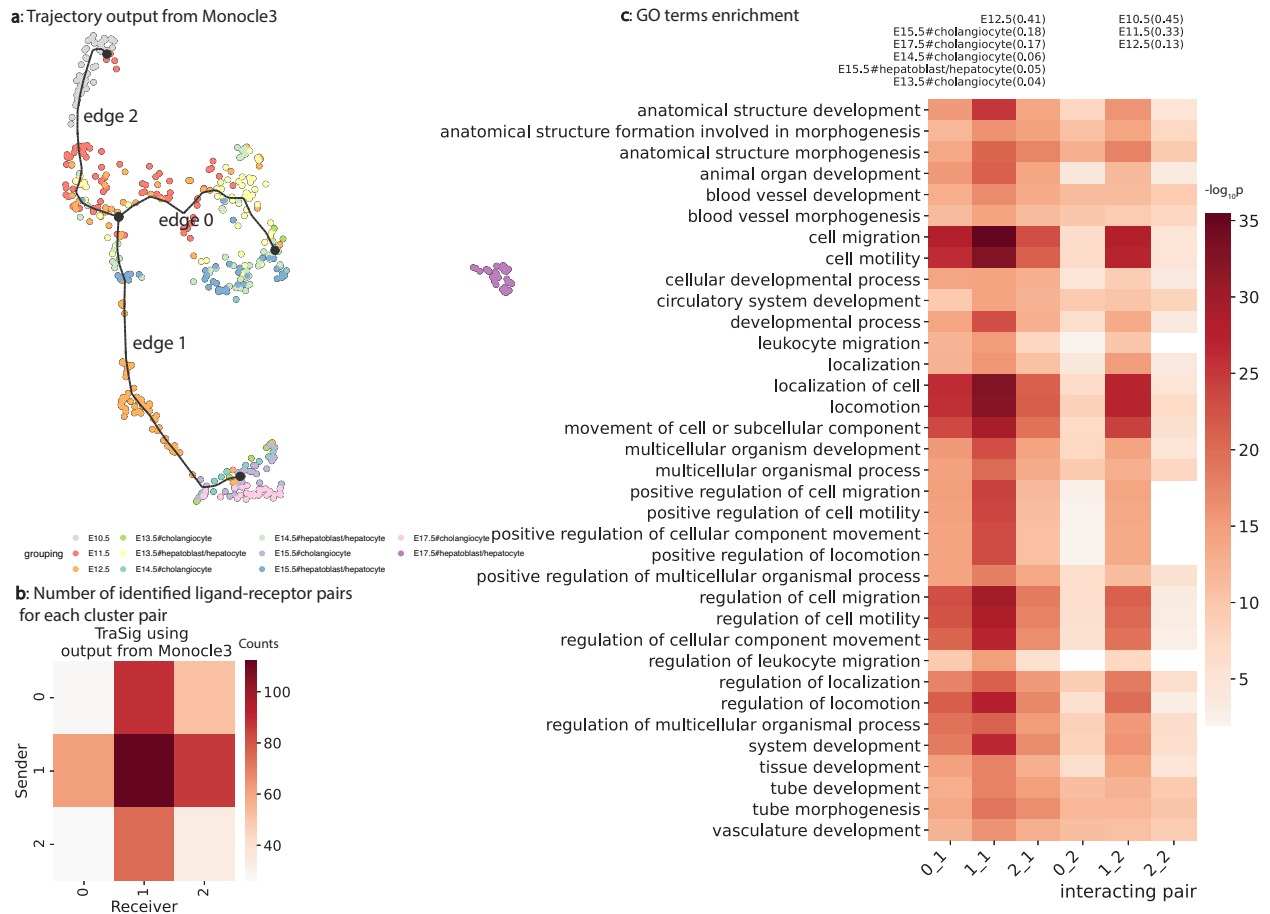 a: Trajectory output from Monocle3
edge 2
edge 0
edge 1
grouping
E10.5
E11.5
E12.5
E13.5#cholangiocyte
E13.5#hepatoblast/hepatocyte
E14.5#cholangiocyte
E14.5#hepatoblast/hepatocyte
E15.5#cholangiocyte
E15.5#hepatoblast/hepatocyte
E17.5#cholangiocyte
E17.5#hepatoblast/hepatocyte
b: Number of identified ligand-receptor pairs
for each cluster pair
TraSig using
output from Monocle3
Counts
100
80
60
40
Sender
0
1
2
0
1
2
Receiver
c: GO terms enrichment
E12.5(0.41)
E15.5#cholangiocyte(0.18)
E17.5#cholangiocyte(0.17)
E14.5#cholangiocyte(0.06)
E15.5#hepatoblast/hepatocyte(0.05)
E13.5#cholangiocyte(0.04)
E10.5(0.45)
E11.5(0.33)
E12.5(0.13)
anatomical structure development
anatomical structure formation involved in morphogenesis
anatomical structure morphogenesis
animal organ development
blood vessel development
blood vessel morphogenesis
cell migration
cell motility
cellular developmental process
circulatory system development
developmental process
leukocyte migration
localization
localization of cell
locomotion
movement of cell or subcellular component
multicellular organism development
multicellular organismal process
positive regulation of cell migration
positive regulation of cell motility
positive regulation of cellular component movement
positive regulation of locomotion
positive regulation of multicellular organismal process
regulation of cell migration
regulation of cell motility
regulation of cellular component movement
regulation of leukocyte migration
regulation of localization
regulation of locomotion
regulation of multicellular organismal process
system development
tissue development
tube development
tube morphogenesis
vasculature development
0_1
1_1
2_1
0_2
1_2
2_2
interacting pair
-log₁₀p
35
30
25
20
15
10
5